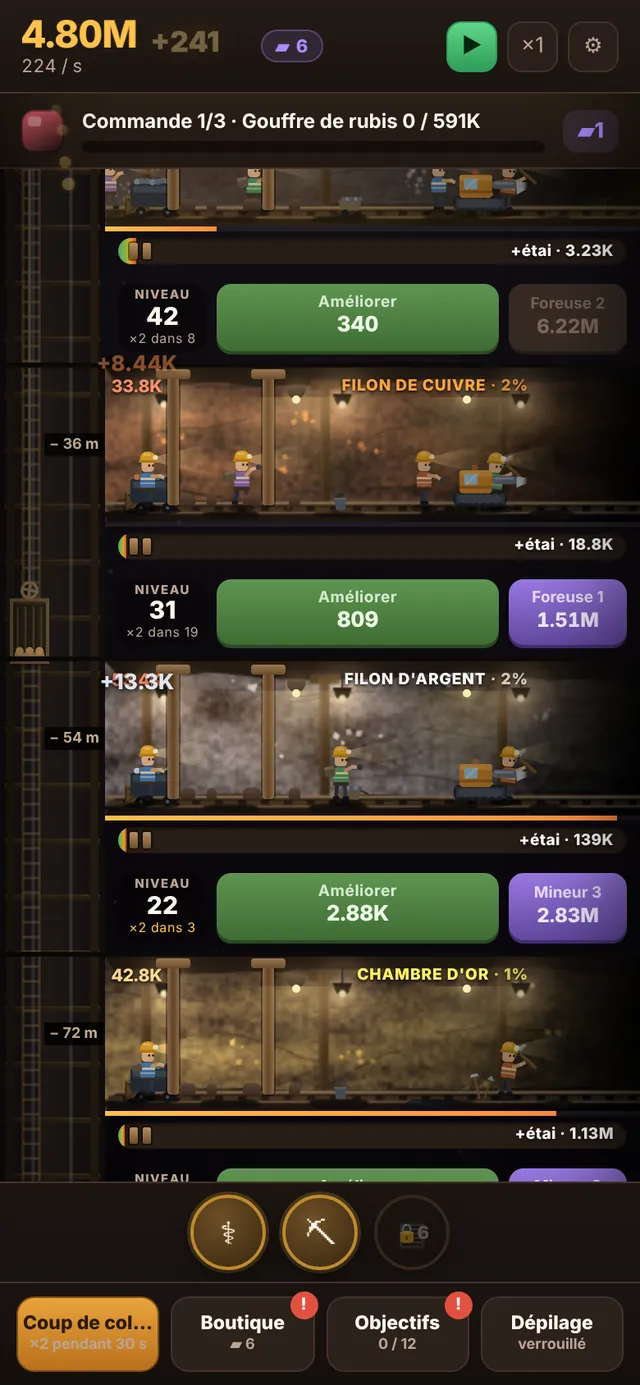 4.80M +241
224 / s
▰ 6
×1
Commande 1/3 · Gouffre de rubis 0 / 591K
▰1
+étai · 3.23K
NIVEAU
42
×2 dans 8
Améliorer
340
Foreuse 2
6.22M
+8.44K
33.8K
FILON DE CUIVRE · 2%
– 36 m
+étai · 18.8K
NIVEAU
31
×2 dans 19
Améliorer
809
Foreuse 1
1.51M
+13.3K
FILON D'ARGENT · 2%
– 54 m
+étai · 139K
NIVEAU
22
×2 dans 3
Améliorer
2.88K
Mineur 3
2.83M
42.8K
CHAMBRE D'OR · 1%
– 72 m
+étai · 1.13M
NIVEAU
6
Coup de col...
×2 pendant 30 s
Boutique
▰ 6
!
Objectifs
0 / 12
!
Dépilage
verrouillé